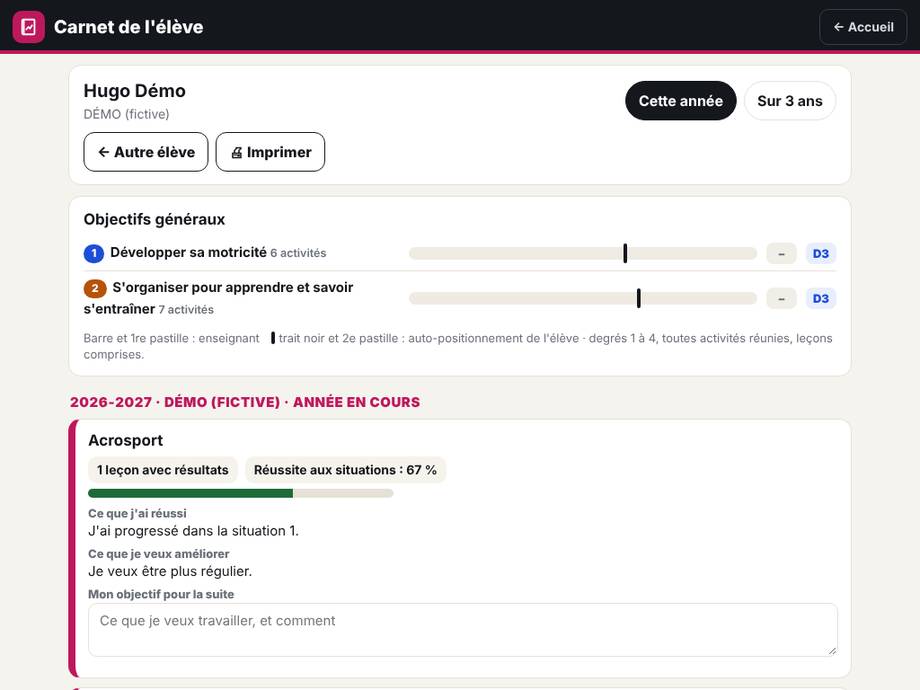 Carnet de l'élève
← Accueil
Hugo Démo
DÉMO (fictive)
Cette année
Sur 3 ans
← Autre élève
🖨 Imprimer
Objectifs généraux
1 Développer sa motricité 6 activités
– D3
2 S'organiser pour apprendre et savoir
s'entraîner 7 activités
– D3
Barre et 1re pastille : enseignant trait noir et 2e pastille : auto-positionnement de l'élève · degrés 1 à 4, toutes activités réunies, leçons
comprises.
2026-2027 · DÉMO (FICTIVE) · ANNÉE EN COURS
Acrosport
1 leçon avec résultats
Réussite aux situations : 67 %
Ce que j'ai réussi
J'ai progressé dans la situation 1.
Ce que je veux améliorer
Je veux être plus régulier.
Mon objectif pour la suite
Ce que je veux travailler, et comment